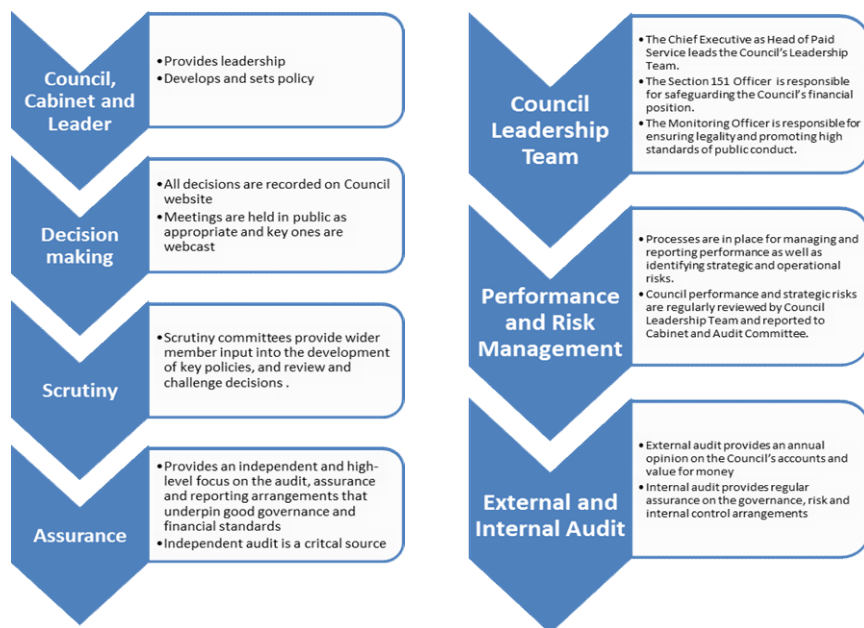 Council,
Cabinet and
Leader
•Provides leadership
•Develops and sets policy
Decision
making
•All decisions are recorded on Council
website
•Meetings are held in public as
appropriate and key ones are
webcast
Scrutiny
•Scrutiny committees provide wider
member input into the development
of key policies, and review and
challenge decisions .
Assurance
•Provides an independent and high-
level focus on the audit, assurance
and reporting arrangements that
underpin good governance and
financial standards
•Independent audit is a critcal source
Council
Leadership
Team
•The Chief Executive as Head of Paid
Service leads the Council's Leadership
Team.
•The Section 151 Officer is responsible
for safeguarding the Council's financial
position.
•The Monitoring Officer is responsible for
ensuring legality and promoting high
standards of public conduct.
Performance
and Risk
Management
•Processes are in place for managing and
reporting performance as well as
identifying strategic and operational
risks.
•Council performance and strategic risks
are regularly reviewed by Council
Leadership Team and reported to
Cabinet and Audit Committee.
External and
Internal Audit
•External audit provides an annual
opinion on the Council's accounts and
value for money
•Internal audit provides regular
assurance on the governance, risk and
internal control arrangements